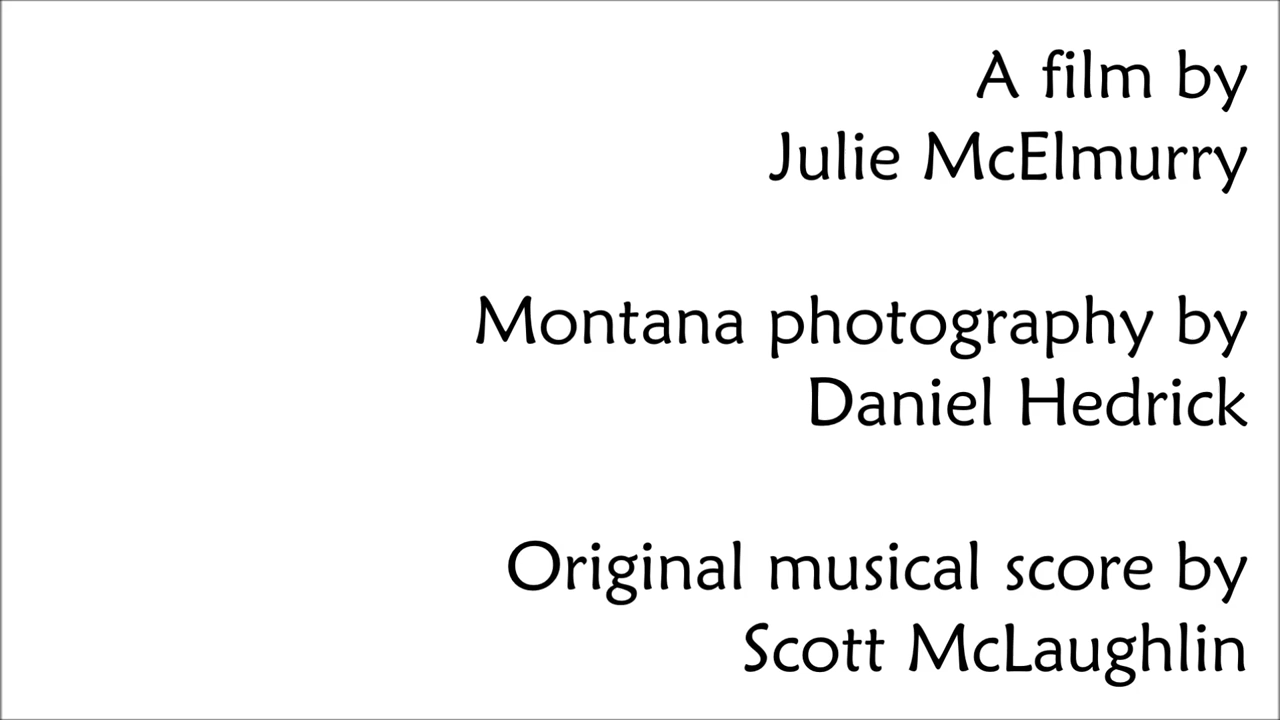 A film by
Julie McElmurry
Montana photography by
Daniel Hedrick
Original musical score by
Scott McLaughlin